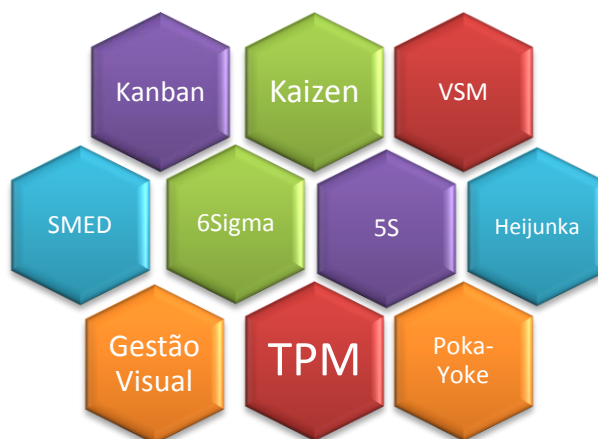 Kanban
Kaizen
VSM
SMED
6Sigma
5S
Heijunka
Gestão
Visual
TPM
Poka-
Yoke